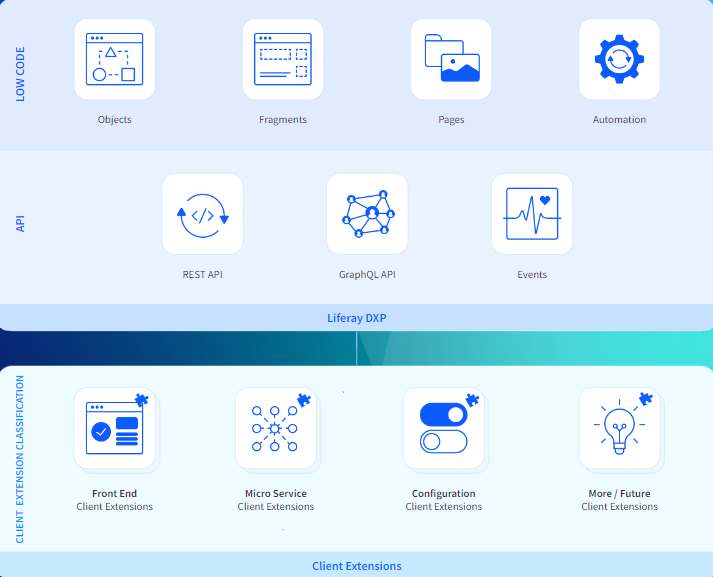 LOW CODE
Objects
Fragments
Pages
Automation
API
REST API
GraphQL API
Events
Liferay DXP
CLIENT EXTENSION CLASSIFICATION
Front End
Client Extensions
Micro Service
Client Extensions
Configuration
Client Extensions
More / Future
Client Extensions
Client Extensions